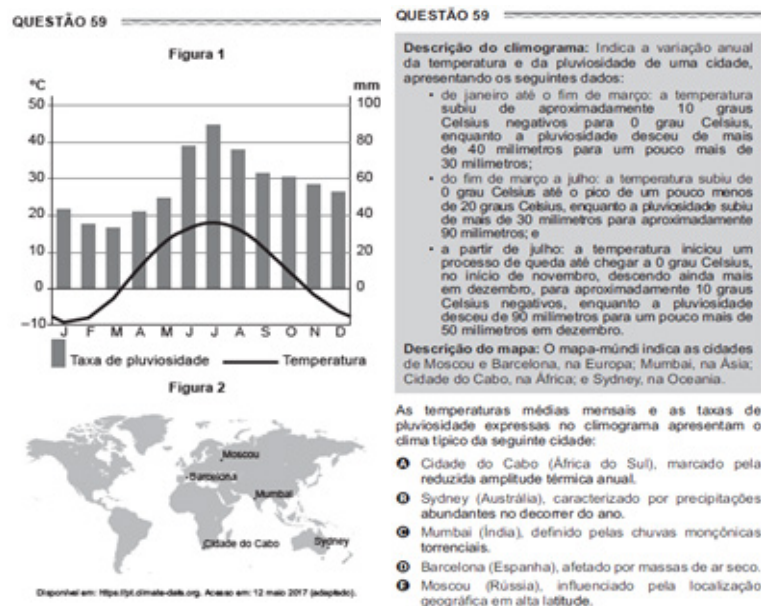 QUESTÃO 59
Figura 1
ºC
mm
50
100
40
80
30
60
20
40
10
20
0
0
–10
J F M A M J J A S O N D
Taxa de pluviosidade
Temperatura
Figura 2
Moscou
Barcelona
Mumbai
Cidade do Cabo
Sydney
Disponível em: https://pt.climate-data.org. Acesso em: 12 maio 2017 (adaptado).
QUESTÃO 59
Descrição do climograma: Indica a variação anual
da temperatura e da pluviosidade de uma cidade,
apresentando os seguintes dados:
• de janeiro até o fim de março: a temperatura
subiu de aproximadamente 10 graus
Celsius negativos para 0 grau Celsius,
enquanto a pluviosidade desceu de mais
de 40 milímetros para um pouco mais de
30 milímetros;
• do fim de março a julho: a temperatura subiu de
0 grau Celsius até o pico de um pouco menos
de 20 graus Celsius, enquanto a pluviosidade subiu
de mais de 30 milímetros para aproximadamente
90 milímetros; e
• a partir de julho: a temperatura iniciou um
processo de queda até chegar a 0 grau Celsius,
no início de novembro, descendo ainda mais
em dezembro, para aproximadamente 10 graus
Celsius negativos, enquanto a pluviosidade
desceu de 90 milímetros para um pouco mais de
50 milímetros em dezembro.
Descrição do mapa: O mapa-múndi indica as cidades
de Moscou e Barcelona, na Europa; Mumbai, na Ásia;
Cidade do Cabo, na África; e Sydney, na Oceania.
As temperaturas médias mensais e as taxas de
pluviosidade expressas no climograma apresentam o
clima típico da seguinte cidade:
A Cidade do Cabo (África do Sul), marcado pela
reduzida amplitude térmica anual.
B Sydney (Austrália), caracterizado por precipitações
abundantes no decorrer do ano.
C Mumbai (Índia), definido pelas chuvas monçônicas
torrenciais.
D Barcelona (Espanha), afetado por massas de ar seco.
E Moscou (Rússia), influenciado pela localização
geográfica em alta latitude.